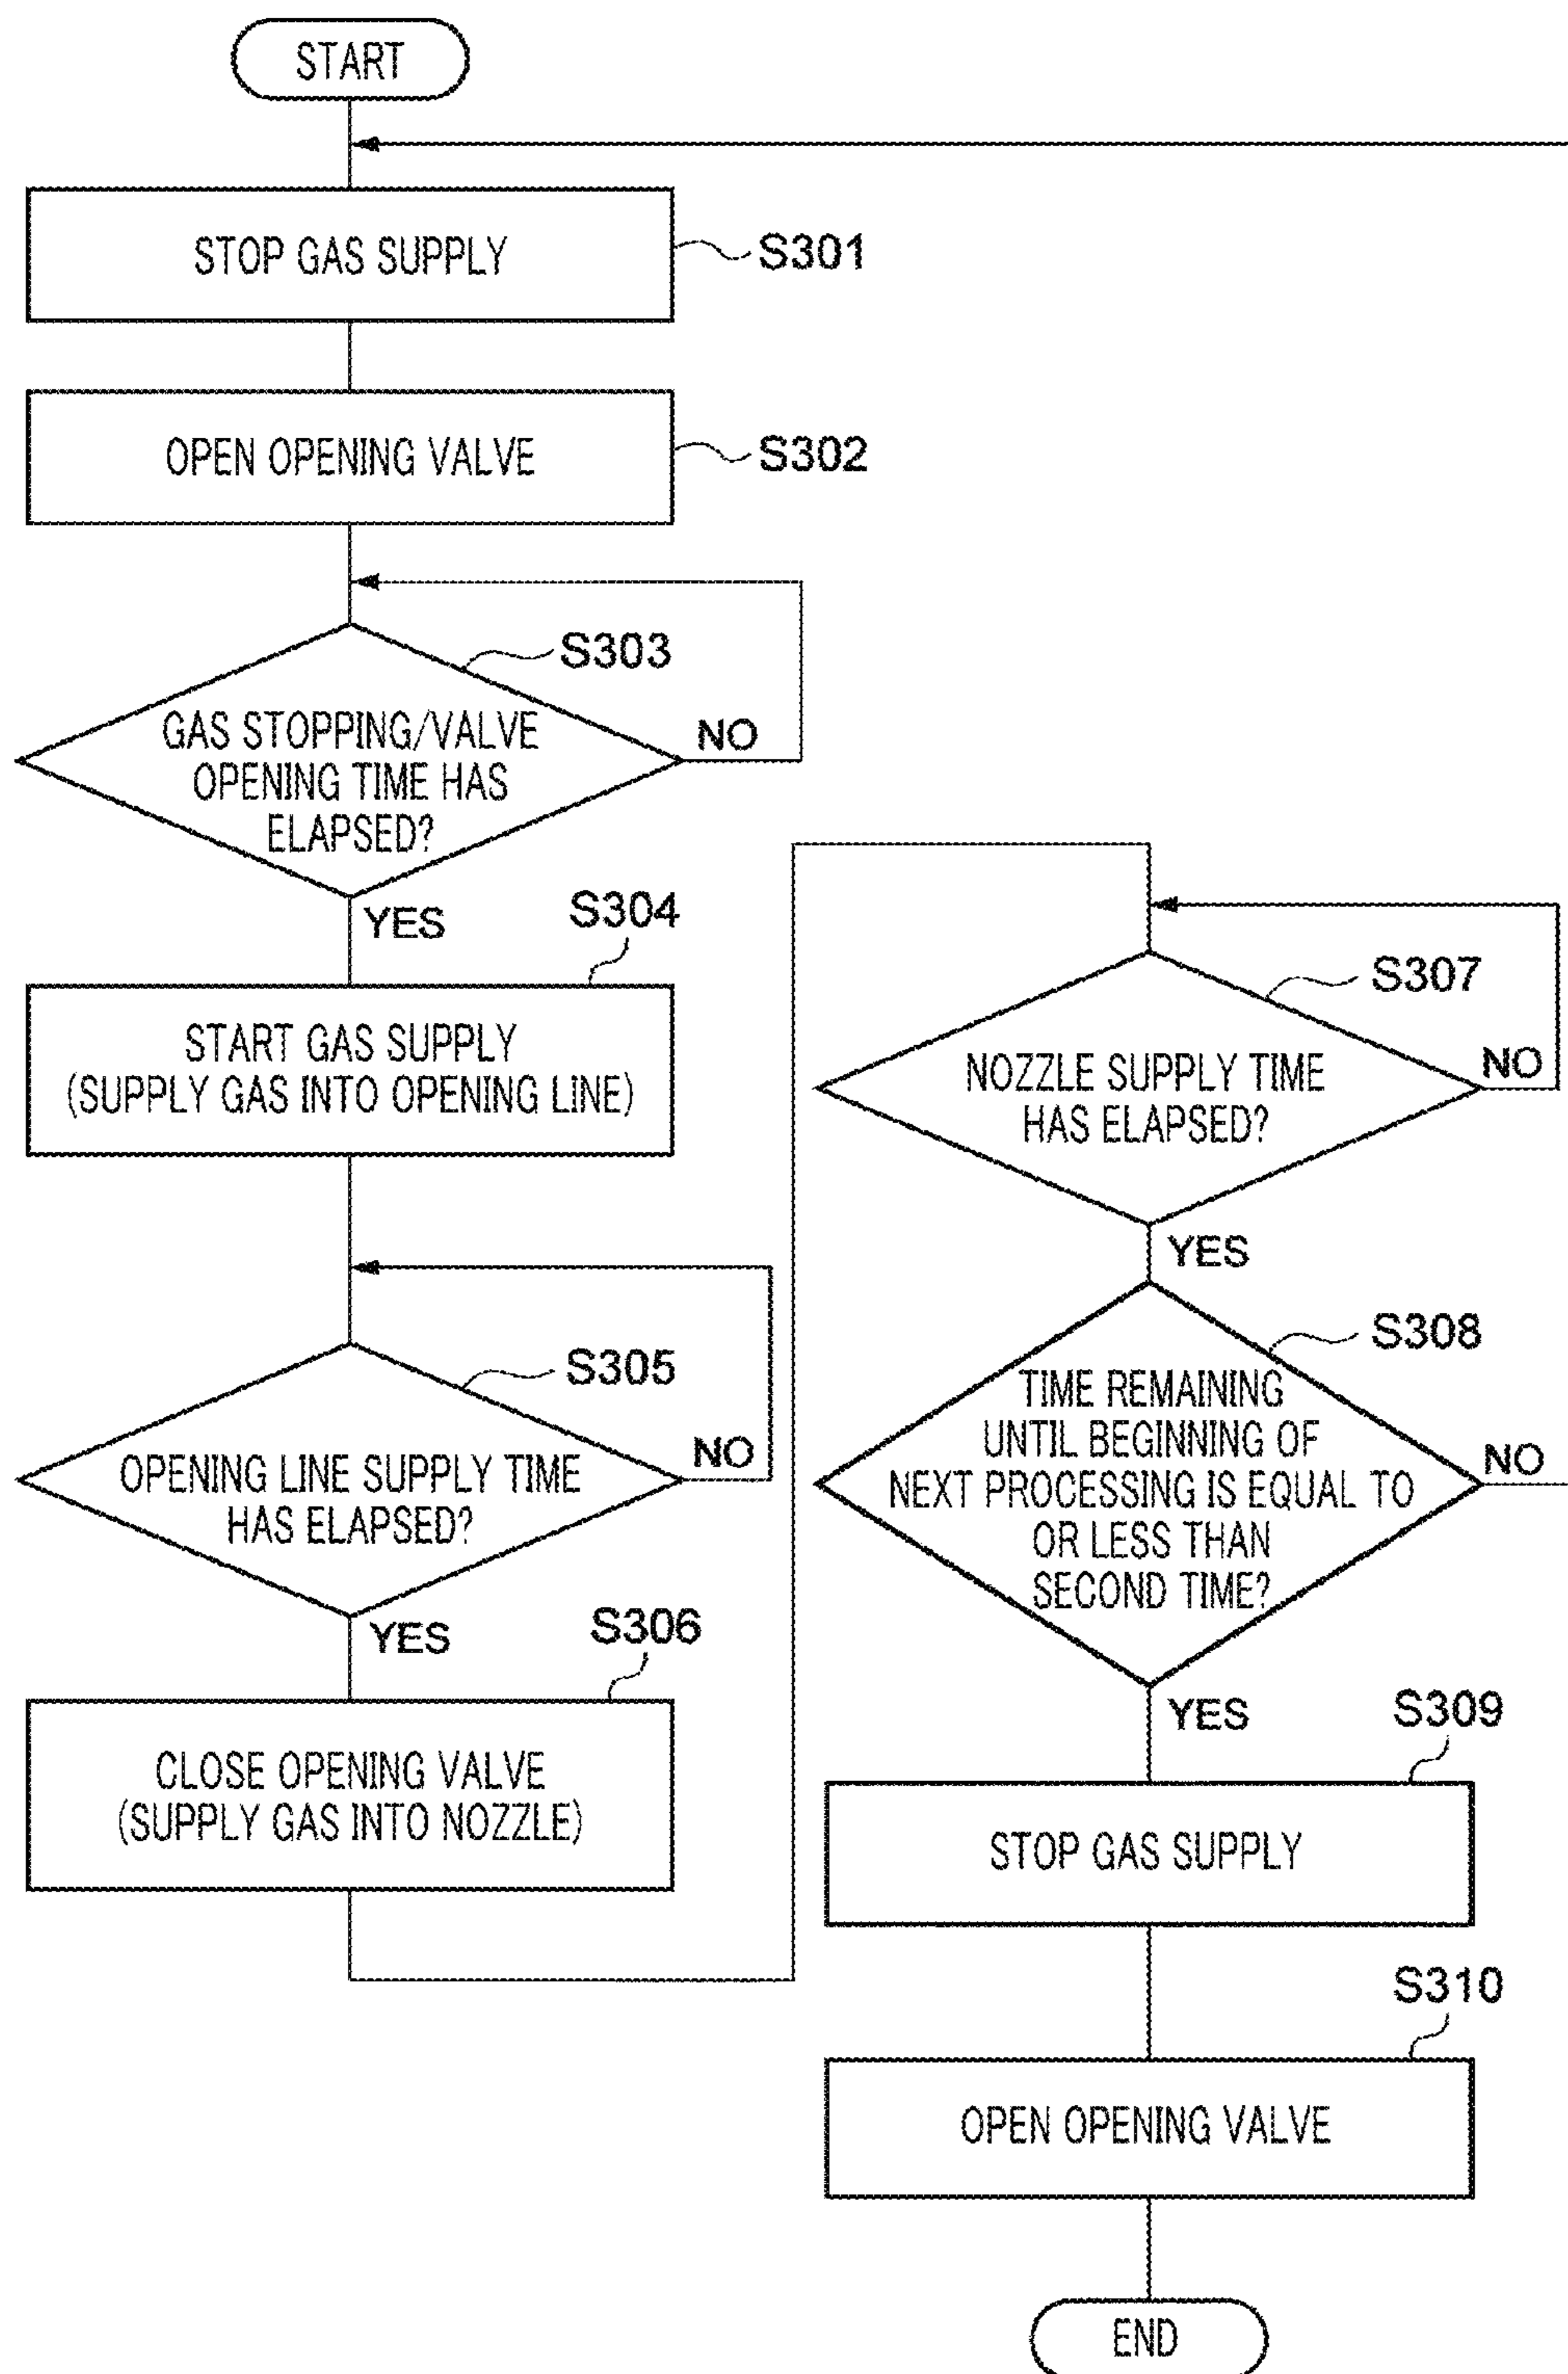 START
STOP GAS SUPPLY
S301
OPEN OPENING VALVE
S302
S303
GAS STOPPING/VALVE
OPENING TIME HAS
ELAPSED?
NO
YES
S304
START GAS SUPPLY
(SUPPLY GAS INTO OPENING LINE)
S305
OPENING LINE SUPPLY TIME
HAS ELAPSED?
NO
YES
S306
CLOSE OPENING VALVE
(SUPPLY GAS INTO NOZZLE)
S307
NOZZLE SUPPLY TIME
HAS ELAPSED?
NO
YES
S308
TIME REMAINING
UNTIL BEGINNING OF
NEXT PROCESSING IS EQUAL TO
OR LESS THAN
SECOND TIME?
NO
YES
S309
STOP GAS SUPPLY
S310
OPEN OPENING VALVE
END